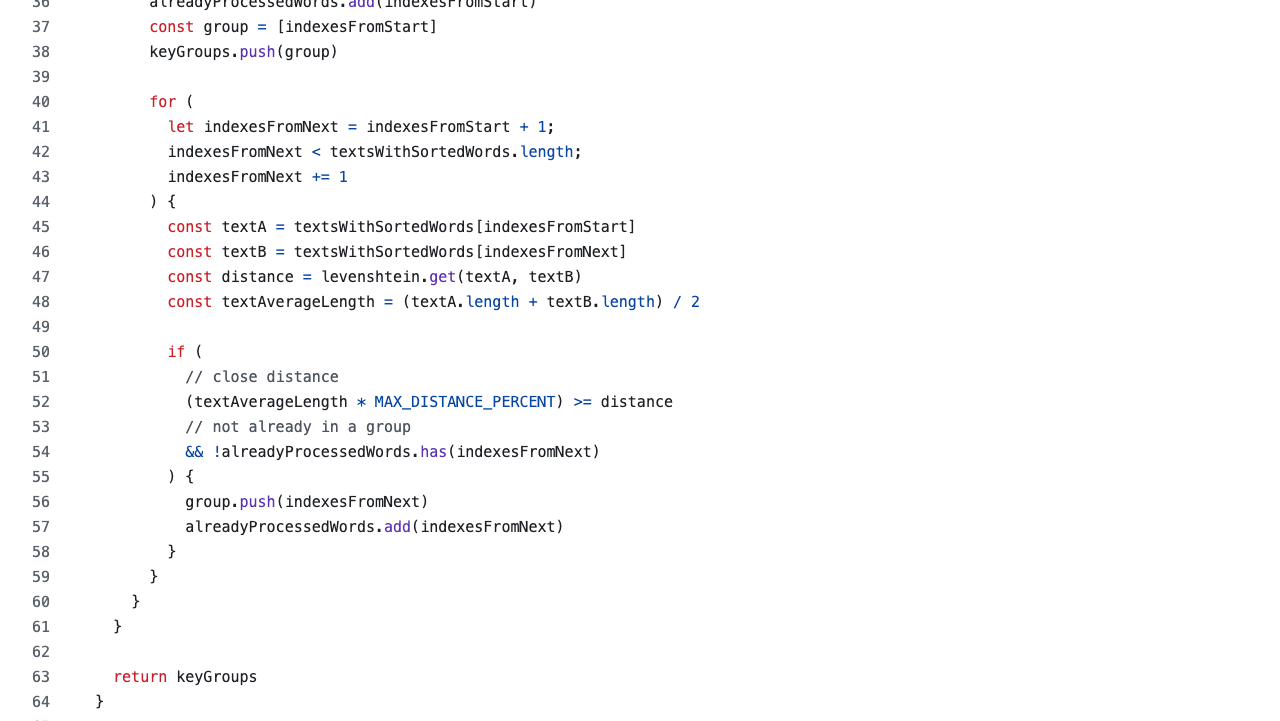 36 alreadyProcessedWords.add(indexesFromStart)
37 const group = [indexesFromStart]
38 keyGroups.push(group)
39
40 for (
41 let indexesFromNext = indexesFromStart + 1;
42 indexesFromNext < textsWithSortedWords.length;
43 indexesFromNext += 1
44 ) {
45 const textA = textsWithSortedWords[indexesFromStart]
46 const textB = textsWithSortedWords[indexesFromNext]
47 const distance = levenshtein.get(textA, textB)
48 const textAverageLength = (textA.length + textB.length) / 2
49
50 if (
51 // close distance
52 (textAverageLength * MAX_DISTANCE_PERCENT) >= distance
53 // not already in a group
54 && !alreadyProcessedWords.has(indexesFromNext)
55 ) {
56 group.push(indexesFromNext)
57 alreadyProcessedWords.add(indexesFromNext)
58 }
59 }
60 }
61 }
62
63 return keyGroups
64 }